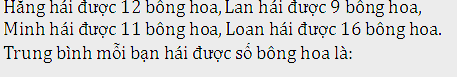 Hằng hái được 12 bông hoa, Lan hái được 9 bông hoa,
Minh hái được 11 bông hoa, Loan hái được 16 bông hoa.
Trung bình mỗi bạn hái được số bông hoa là: